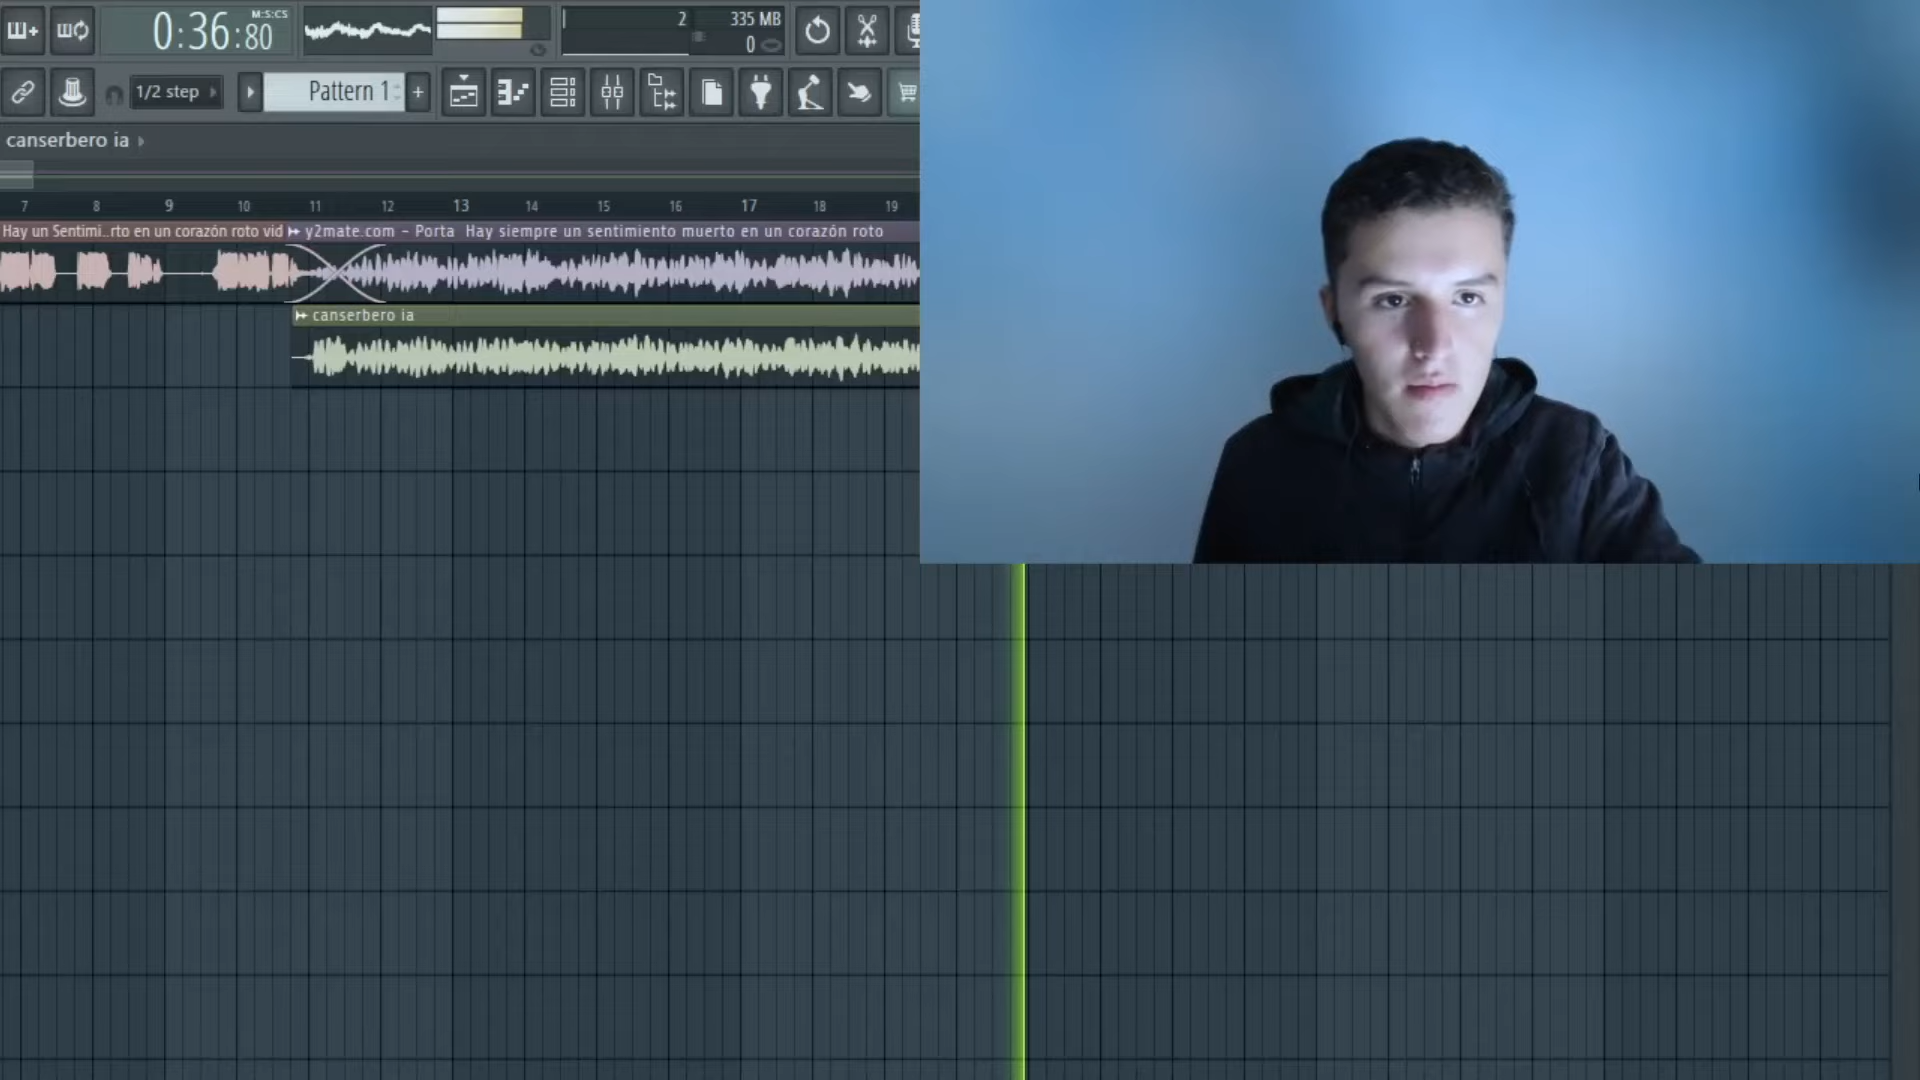 0:36:80 M:S:CS
2
335 MB
0
1/2 step
Pattern 1
+
canserbero ia
7 8 9 10 11 12 13 14 15 16 17 18 19
Hay un Sentimi..rto en un corazón roto vid
y2mate.com - Porta Hay siempre un sentimiento muerto en un corazón roto
canserbero ia